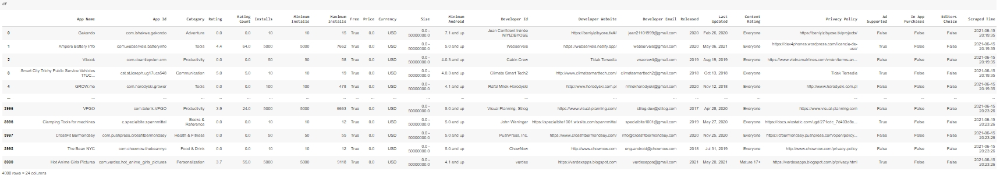 df
App Name App Id Category Rating Rating Count Installs Minimum Installs Maximum Installs Free Price Currency Size Minimum Android Developer Id Developer Website Developer Email Released Last Updated Content Rating Privacy Policy Ad Supported In App Purchases Editors Choice Scraped Time
0 Gakondo com.ishakwe.gakondo Adventure 0.0 0.0 10 10 15 True 0.0 USD 0.0 - 50000000.0 7.1 and up Jean Confident Irénée NIYIZIBYOSE https://beniyizibyose.tk/#/ jean21101999@gmail.com 2020 Feb 26, 2020 Everyone https://beniyizibyose.tk/projects/ False False False 2021-06-15 20:19:35
1 Ampere Battery Info com.webserveis.batteryinfo Tools 4.4 64.0 5000 5000 7662 True 0.0 USD 0.0 - 50000000.0 5.0 and up Webserveis https://webserveis.netlify.app/ webserveis@gmail.com 2020 May 06, 2021 Everyone https://dev4phones.wordpress.com/licencia-de-uso/ True False False 2021-06-15 20:19:35
2 Vibook com.doantiepvien.crm Productivity 0.0 0.0 50 50 58 True 0.0 USD 0.0 - 50000000.0 4.0.3 and up Cabin Crew Tidak Tersedia vnacrewit@gmail.com 2019 Aug 19, 2019 Everyone https://www.vietnamairlines.com/vn/en/terms-an... False False False 2021-06-15 20:19:35
3 Smart City Trichy Public Service Vehicles 17UC... cst.stJoseph.ug17ucs548 Communication 5.0 5.0 10 10 19 True 0.0 USD 0.0 - 50000000.0 4.0.3 and up Climate Smart Tech2 http://www.climatesmarttech.com/ climatesmarttech2@gmail.com 2018 Oct 13, 2018 Everyone Tidak Tersedia True False False 2021-06-15 20:19:35
4 GROW.me com.horodyski.grower Tools 0.0 0.0 100 100 478 True 0.0 USD 0.0 - 50000000.0 4.1 and up Rafal Milek-Horodyski http://www.horodyski.com.pl rmilekhorodyski@gmail.com 2020 Nov 12, 2018 Everyone http://www.horodyski.com.pl False False False 2021-06-15 20:19:35
... ... ... ... ... ... ... ... ... ... ... ... ... ... ... ... ... ... ... ... ... ... ... ... ...
3995 VPGO com.telerik.VPGO Productivity 3.9 24.0 5000 5000 6663 True 0.0 USD 0.0 - 50000000.0 5.0 and up Visual Planning, Stilog https://www.visual-planning.com/ stilog.dev@stilog.com 2017 Apr 28, 2020 Everyone https://www.visual-planning.com False False False 2021-06-15 20:23:26
3996 Clamping Tools for machines c.specialbite.spannmittel Books & Reference 0.0 0.0 10 10 12 True 0.0 USD 0.0 - 50000000.0 5.0 and up John Weninger https://specialbite1001.wixsite.com/spannmittel specialbite1001@gmail.com 2019 May 27, 2020 Everyone https://docs.wixstatic.com/ugd/271cdc_7d403d8e... True False False 2021-06-15 20:23:26
3997 CrossFit Bermondsey com.pushpress.crossfitbermondsey Health & Fitness 0.0 0.0 50 50 55 True 0.0 USD 0.0 - 50000000.0 5.0 and up PushPress, Inc. https://www.crossfitbermondsey.com/ info@crossfitbermondsey.com 2020 Nov 25, 2020 Everyone https://cfbermondsey.pushpress.com/open/policy... False False False 2021-06-15 20:23:26
3998 The Bean NYC com.chownow.thebeannyc Food & Drink 0.0 0.0 10 10 12 True 0.0 USD 0.0 - 50000000.0 5.0 and up ChowNow http://www.chownow.com eng-android@chownow.com 2018 Jul 31, 2019 Everyone http://www.chownow.com/privacy-policy False False False 2021-06-15 20:23:26
3999 Hot Anime Girls Pictures com.vardex.hot_anime_girls_pictures Personalization 3.7 55.0 5000 5000 9118 True 0.0 USD 0.0 - 50000000.0 4.1 and up vardex https://vardexapps.blogspot.com vardexapps@gmail.com 2021 May 20, 2021 Mature 17+ https://vardexapps.blogspot.com/p/privacy.html True False False 2021-06-15 20:23:26
4000 rows × 24 columns